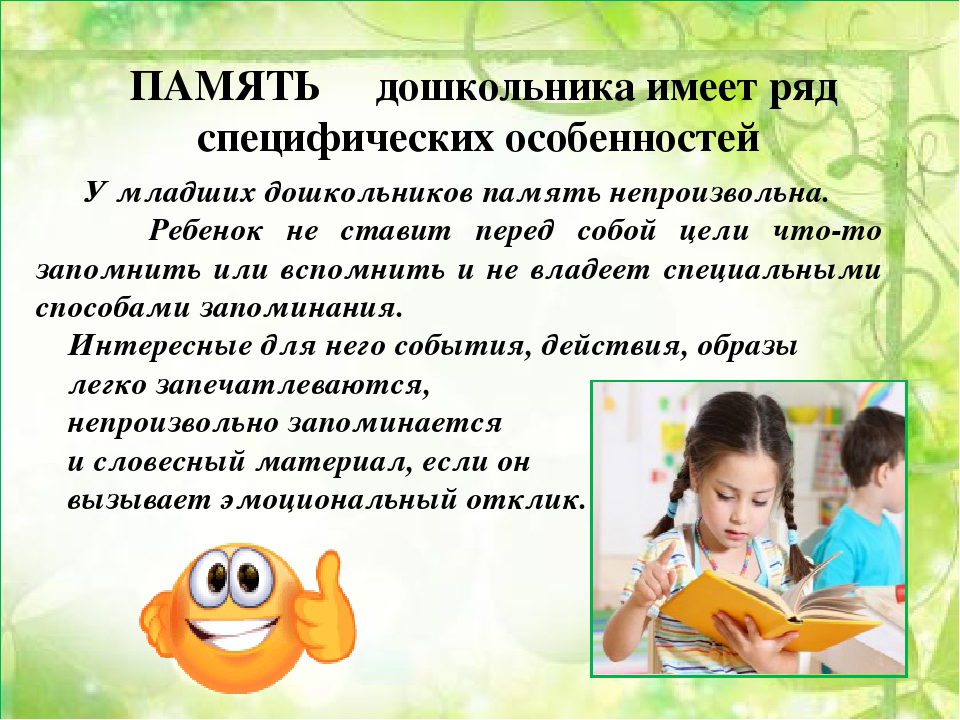 ПАМЯТЬ дошкольника имеет ряд
специфических особенностей
У младших дошкольников память непроизвольна.
Ребенок не ставит перед собой цели что-то
запомнить или вспомнить и не владеет специальными
способами запоминания.
Интересные для него события, действия, образы
легко запечатлеваются,
непроизвольно запоминается
и словесный материал, если он
вызывает эмоциональный отклик.